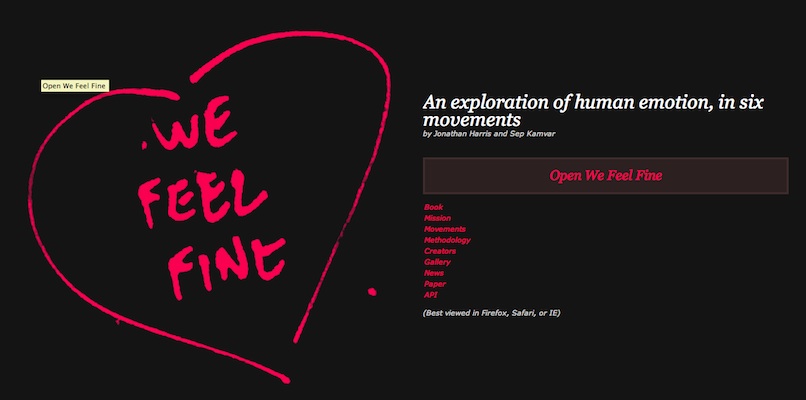 Open We Feel Fine
WE
FEEL
FINE
An exploration of human emotion, in six
movements
by Jonathan Harris and Sep Kamvar
Open We Feel Fine
Book
Mission
Movements
Methodology
Creators
Gallery
News
Paper
API
(Best viewed in Firefox, Safari, or IE)